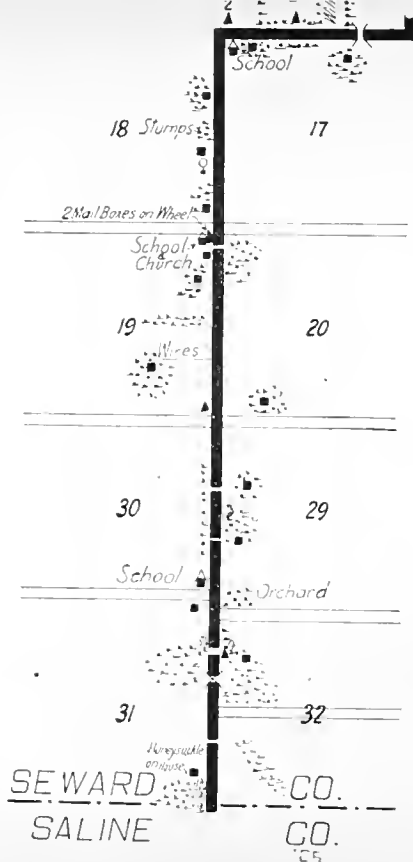 2
School
18 Stumps 17
2 Mail Boxes on Wheel
School
&
Church
19 20
Wires
30 29
School
Orchard
31 32
Honeysuckle
on House
SEWARD CO.
SALINE CO.